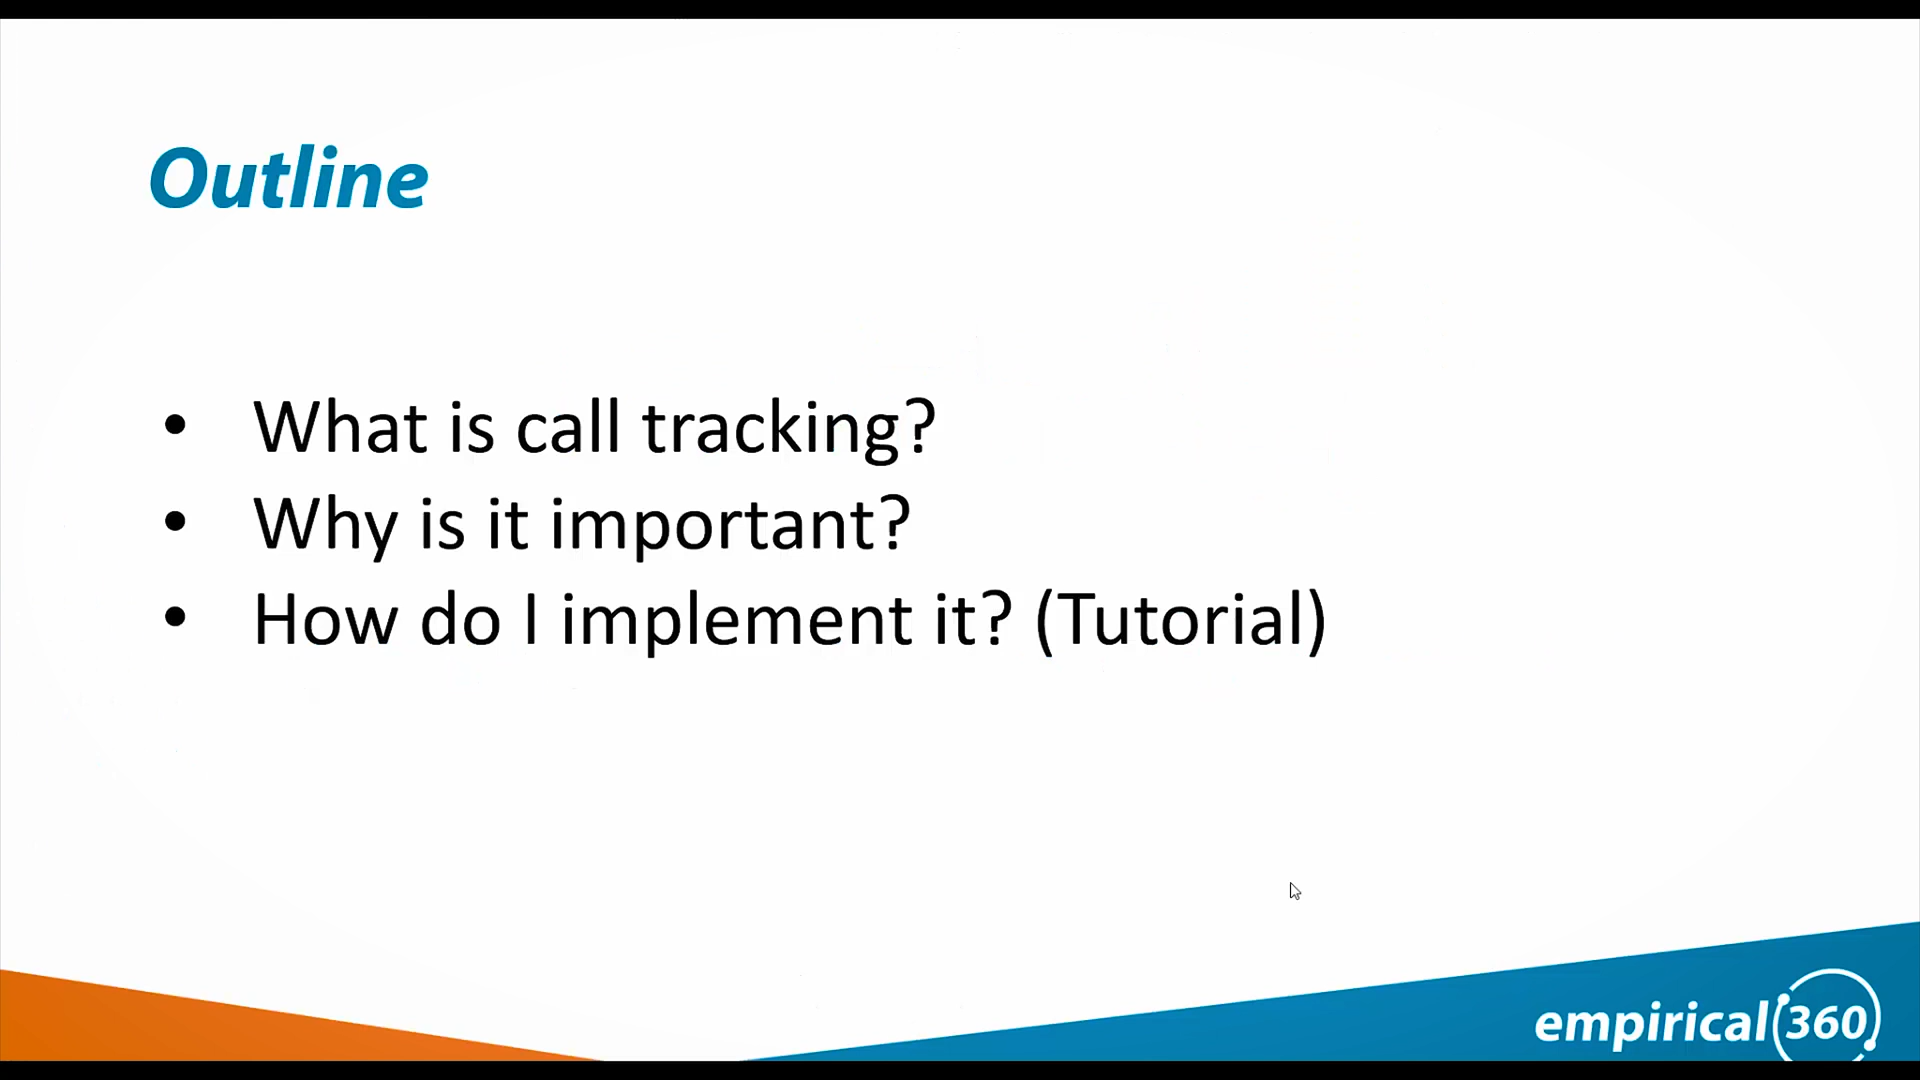 Outline
• What is call tracking?
• Why is it important?
• How do I implement it? (Tutorial)
empirical 360